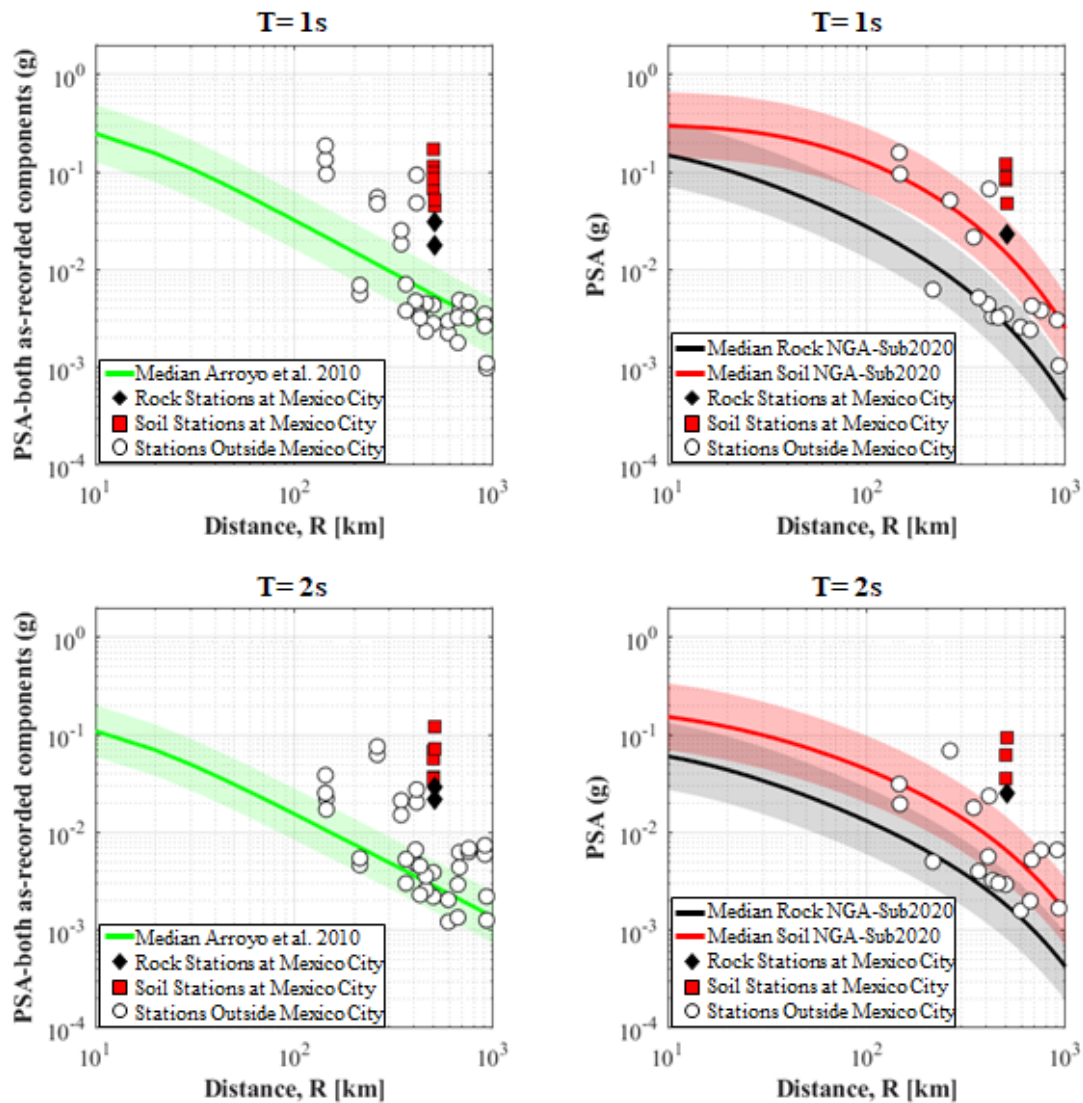 T= 1s
PSA-both as-recorded components (g)
10^0
10^-1
10^-2
10^-3
10^-4
Median Arroyo et al. 2010
Rock Stations at Mexico City
Soil Stations at Mexico City
Stations Outside Mexico City
10^1
10^2
10^3
Distance, R [km]
T= 1s
PSA (g)
10^0
10^-1
10^-2
10^-3
10^-4
Median Rock NGA-Sub2020
Median Soil NGA-Sub2020
Rock Stations at Mexico City
Soil Stations at Mexico City
Stations Outside Mexico City
10^1
10^2
10^3
Distance, R [km]
T= 2s
PSA-both as-recorded components (g)
10^0
10^-1
10^-2
10^-3
10^-4
Median Arroyo et al. 2010
Rock Stations at Mexico City
Soil Stations at Mexico City
Stations Outside Mexico City
10^1
10^2
10^3
Distance, R [km]
T= 2s
PSA (g)
10^0
10^-1
10^-2
10^-3
10^-4
Median Rock NGA-Sub2020
Median Soil NGA-Sub2020
Rock Stations at Mexico City
Soil Stations at Mexico City
Stations Outside Mexico City
10^1
10^2
10^3
Distance, R [km]